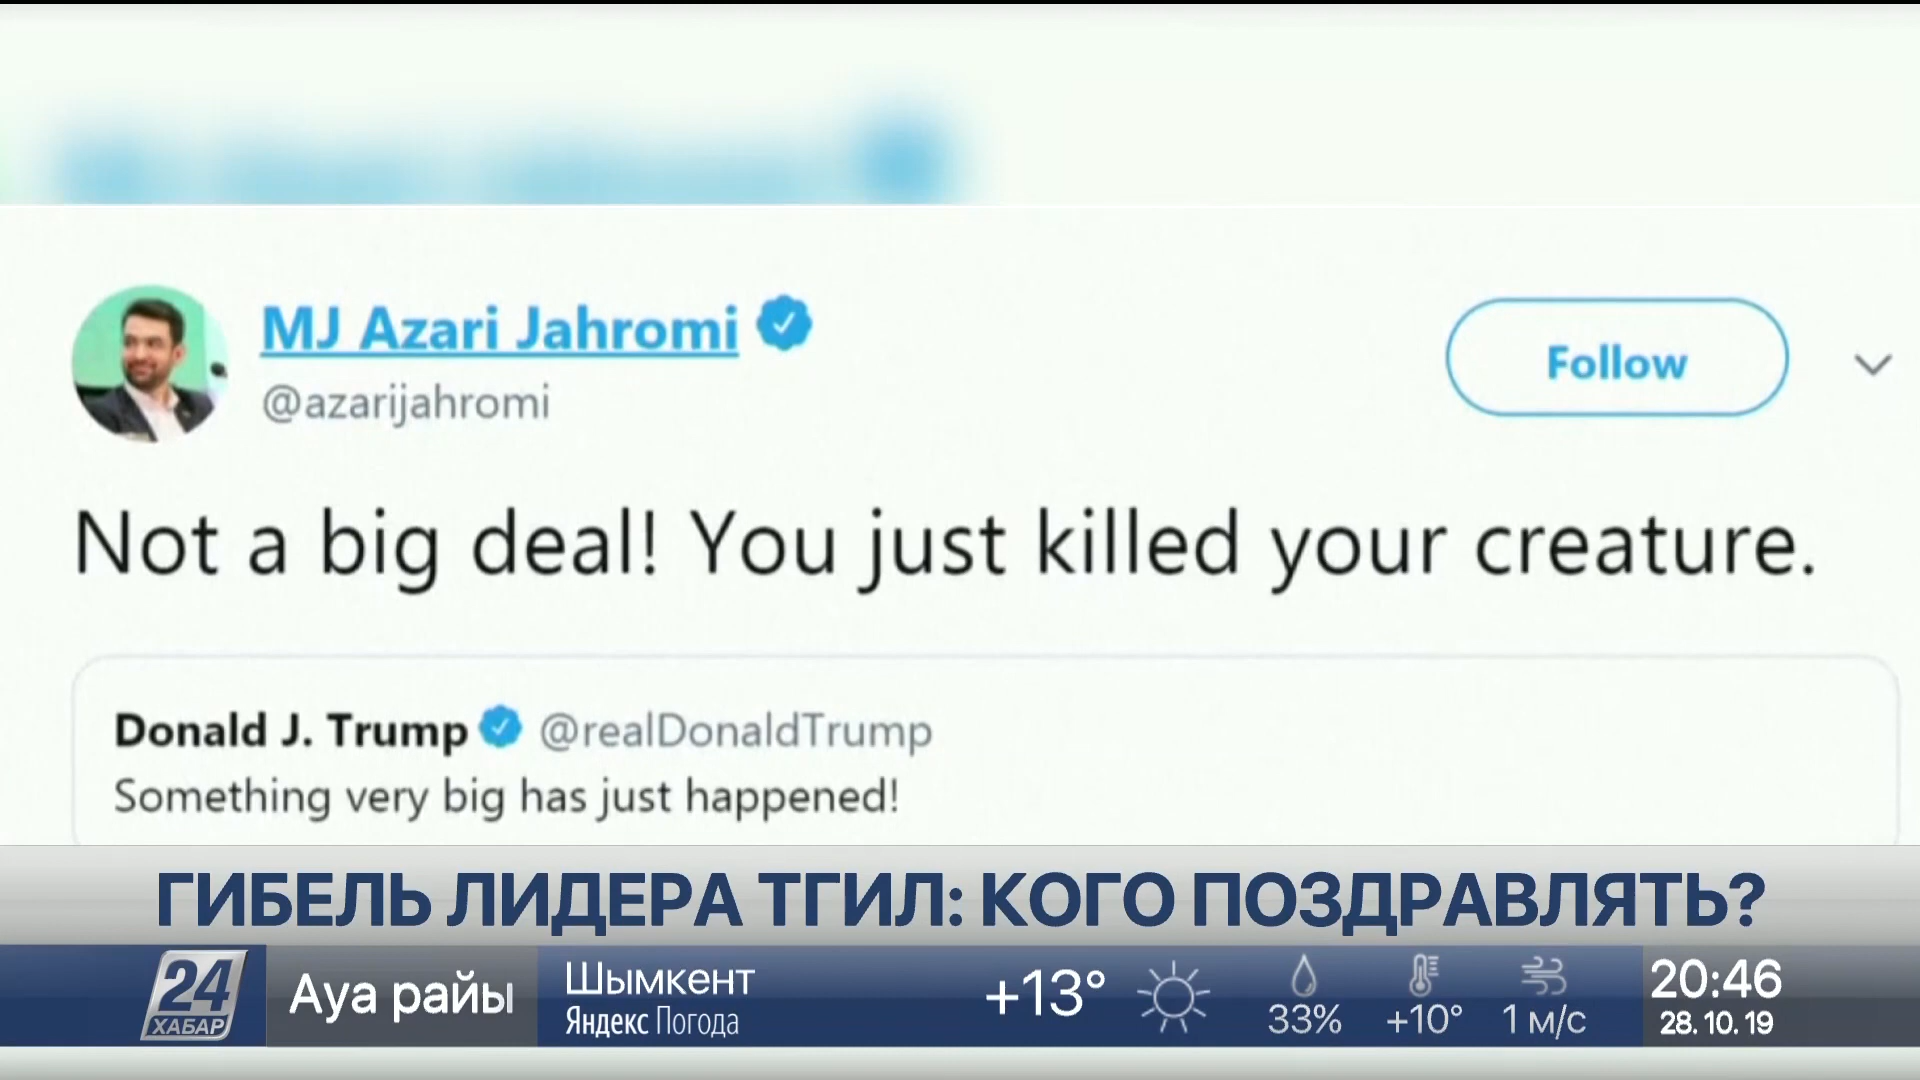 MJ Azari Jahromi
@azarijahromi
Follow
Not a big deal! You just killed your creature.
Donald J. Trump @realDonaldTrump
Something very big has just happened!
ГИБЕЛЬ ЛИДЕРА ТГИЛ: КОГО ПОЗДРАВЛЯТЬ?
24
ХАБАР
Ауа райы
Шымкент
Яндекс Погода
+13°
33%
+10°
1 м/с
20:46
28.10.19